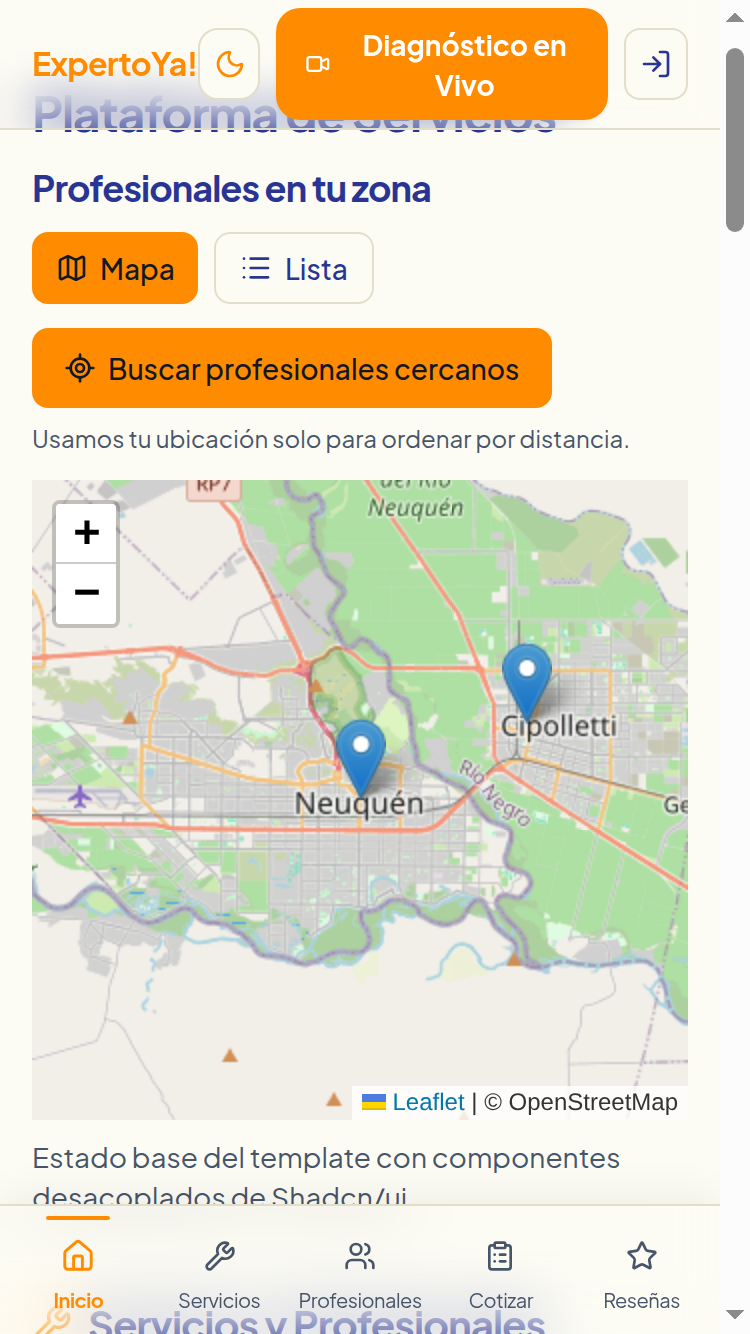 ExpertoYa!
Diagnóstico en
Vivo
Plataforma de Servicios
Profesionales en tu zona
Mapa
Lista
Buscar profesionales cercanos
Usamos tu ubicación solo para ordenar por distancia.
+
−
RP7
del Río
Neuquén
Cipolletti
Río Negro
Neuquén
Ge
Leaflet | © OpenStreetMap
Estado base del template con componentes
desacoplados de Shadcn/ui
Inicio
Servicios
Profesionales
Cotizar
Reseñas
Servicios y Profesionales